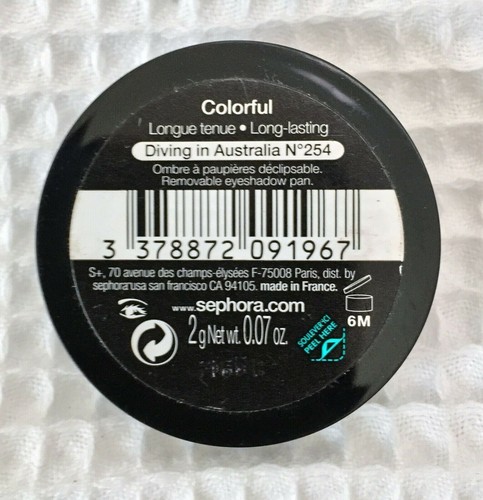 Colorful
Longue tenue • Long-lasting
Diving in Australia N°254
Ombre à paupières déclipsable.
Removable eyeshadow pan.
3 378872 091967
S+, 70 avenue des champs-élysées F-75008 Paris, dist. by
sephora usa san francisco CA 94105. made in France.
www.sephora.com
6M
2 g Net wt. 0.07 oz.
SOULEVER ICI
PEEL HERE